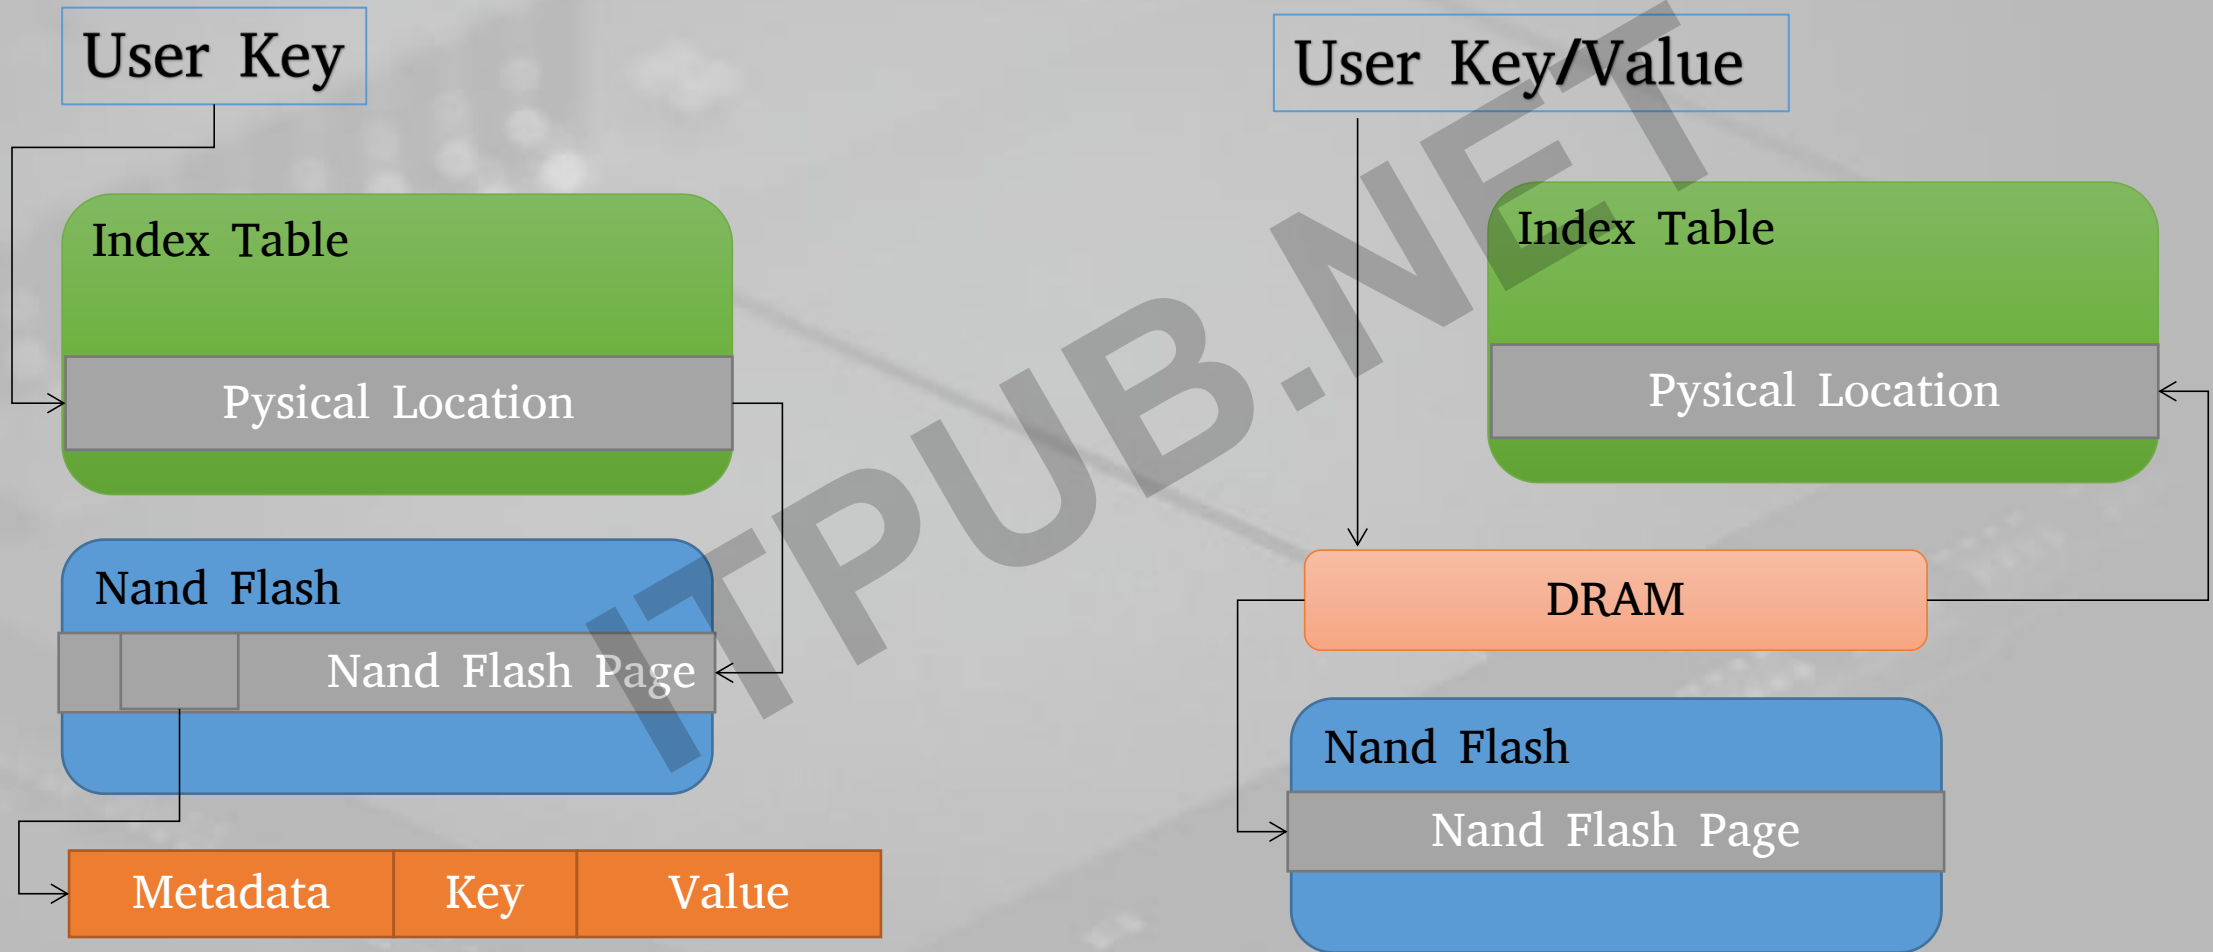 User Key
Index Table
Pysical Location
Nand Flash
Nand Flash Page
Metadata Key Value
User Key/Value
Index Table
Pysical Location
DRAM
Nand Flash
Nand Flash Page
ITPUB.NET